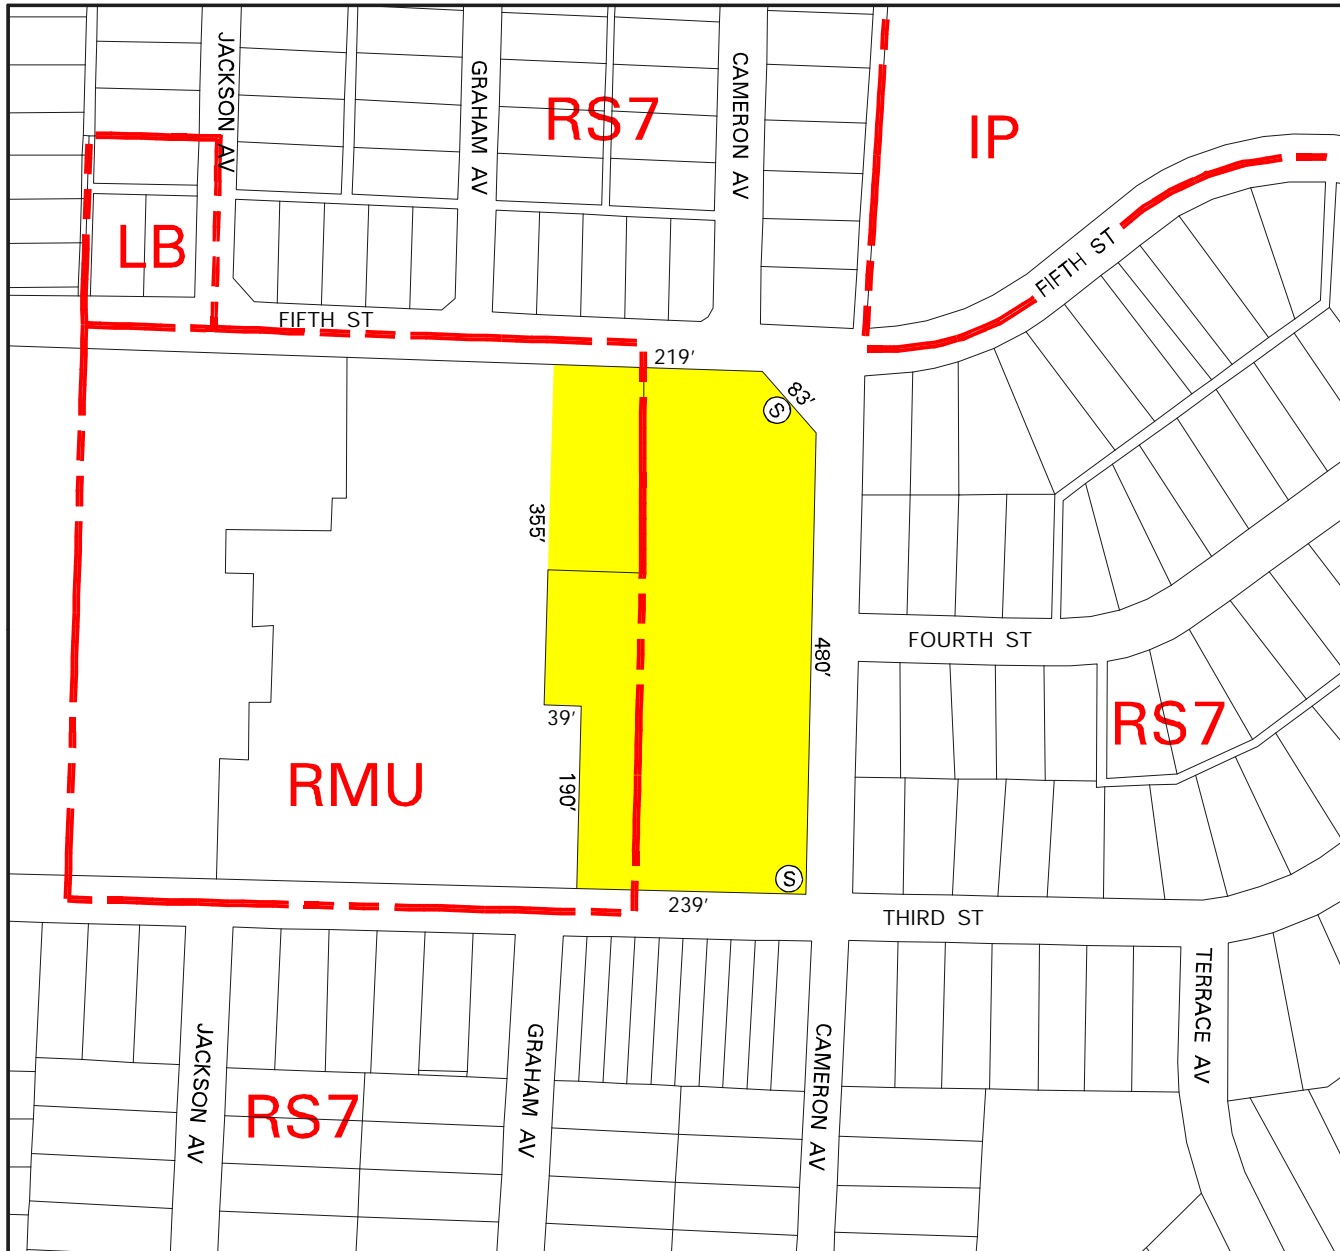 JACKSON AV
GRAHAM AV
CAMERON AV
RS7
IP
LB
FIFTH ST
FIFTH ST
219'
83'
S
355'
480'
FOURTH ST
RS7
39'
190'
RMU
S
239'
THIRD ST
TERRACE AV
JACKSON AV
GRAHAM AV
CAMERON AV
RS7